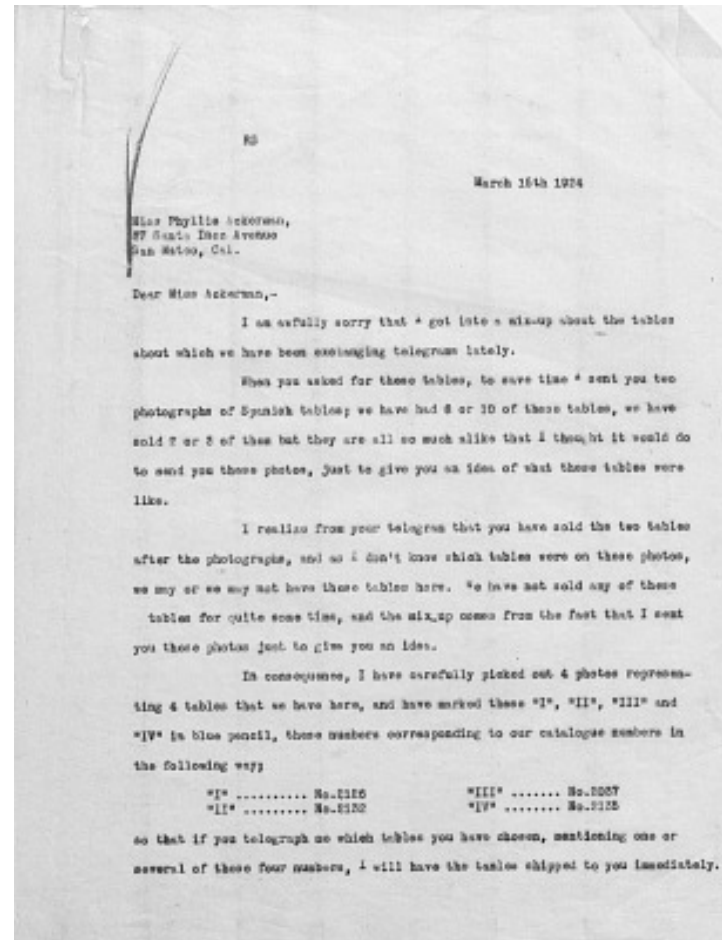 RS
March 15th 1924
Miss Phyllis Ackerman,
Santa Inez Avenue
San Mateo, Cal.
Dear Miss Ackerman,-
I am awfully sorry that I got into a mix-up about the tables
about which we have been exchanging telegrams lately.
When you asked for these tables, to save time I sent you two
photographs of Spanish tables; we have had 8 or 10 of these tables, we have
sold 2 or 3 of them but they are all so much alike that I thought it would do
to send you these photos, just to give you an idea of what these tables were
like.
I realize from your telegram that you have sold the two tables
after the photographs, and as I don't know which tables were on these photos,
we may or we may not have those tables here. We have not sold any of these
tables for quite some time, and the mix_up comes from the fact that I sent
you those photos just to give you an idea.
In consequence, I have carefully picked out 4 photos represen-
ting 4 tables that we have here, and have marked these "I", "II", "III" and
"IV" in blue pencil, these numbers corresponding to our catalogue numbers in
the following way;
"I" .......... No. "III" ....... No.
"II" ......... No. "IV" ........ No.
so that if you telegraph me which tables you have chosen, mentioning one or
several of these four numbers, I will have the tables shipped to you immediately.